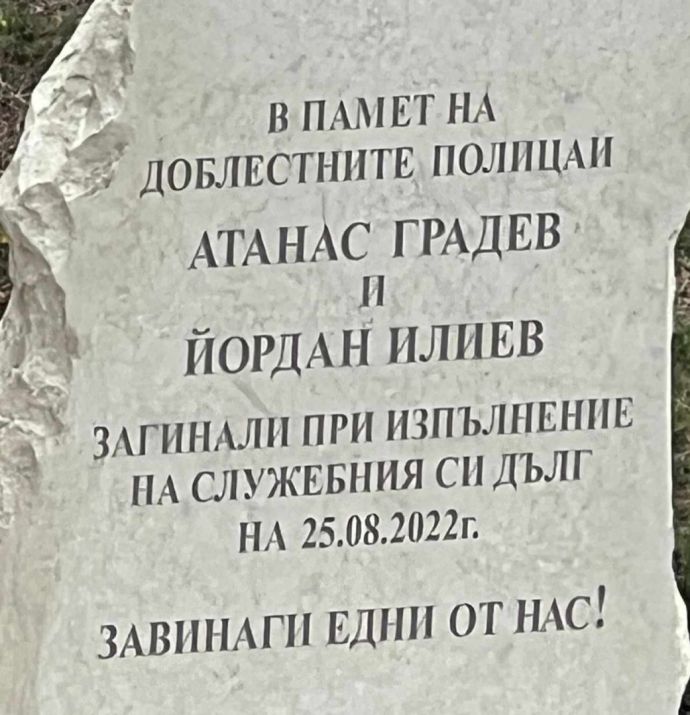 В ПАМЕТ НА
ДОБЛЕСТНИТЕ ПОЛИЦАИ
АТАНАС ГРАДЕВ
И
ЙОРДАН ИЛИЕВ
ЗАГИНАЛИ ПРИ ИЗПЪЛНЕНИЕ
НА СЛУЖЕБНИЯ СИ ДЪЛГ
НА 25.08.2022г.
ЗАВИНАГИ ЕДНИ ОТ НАС!